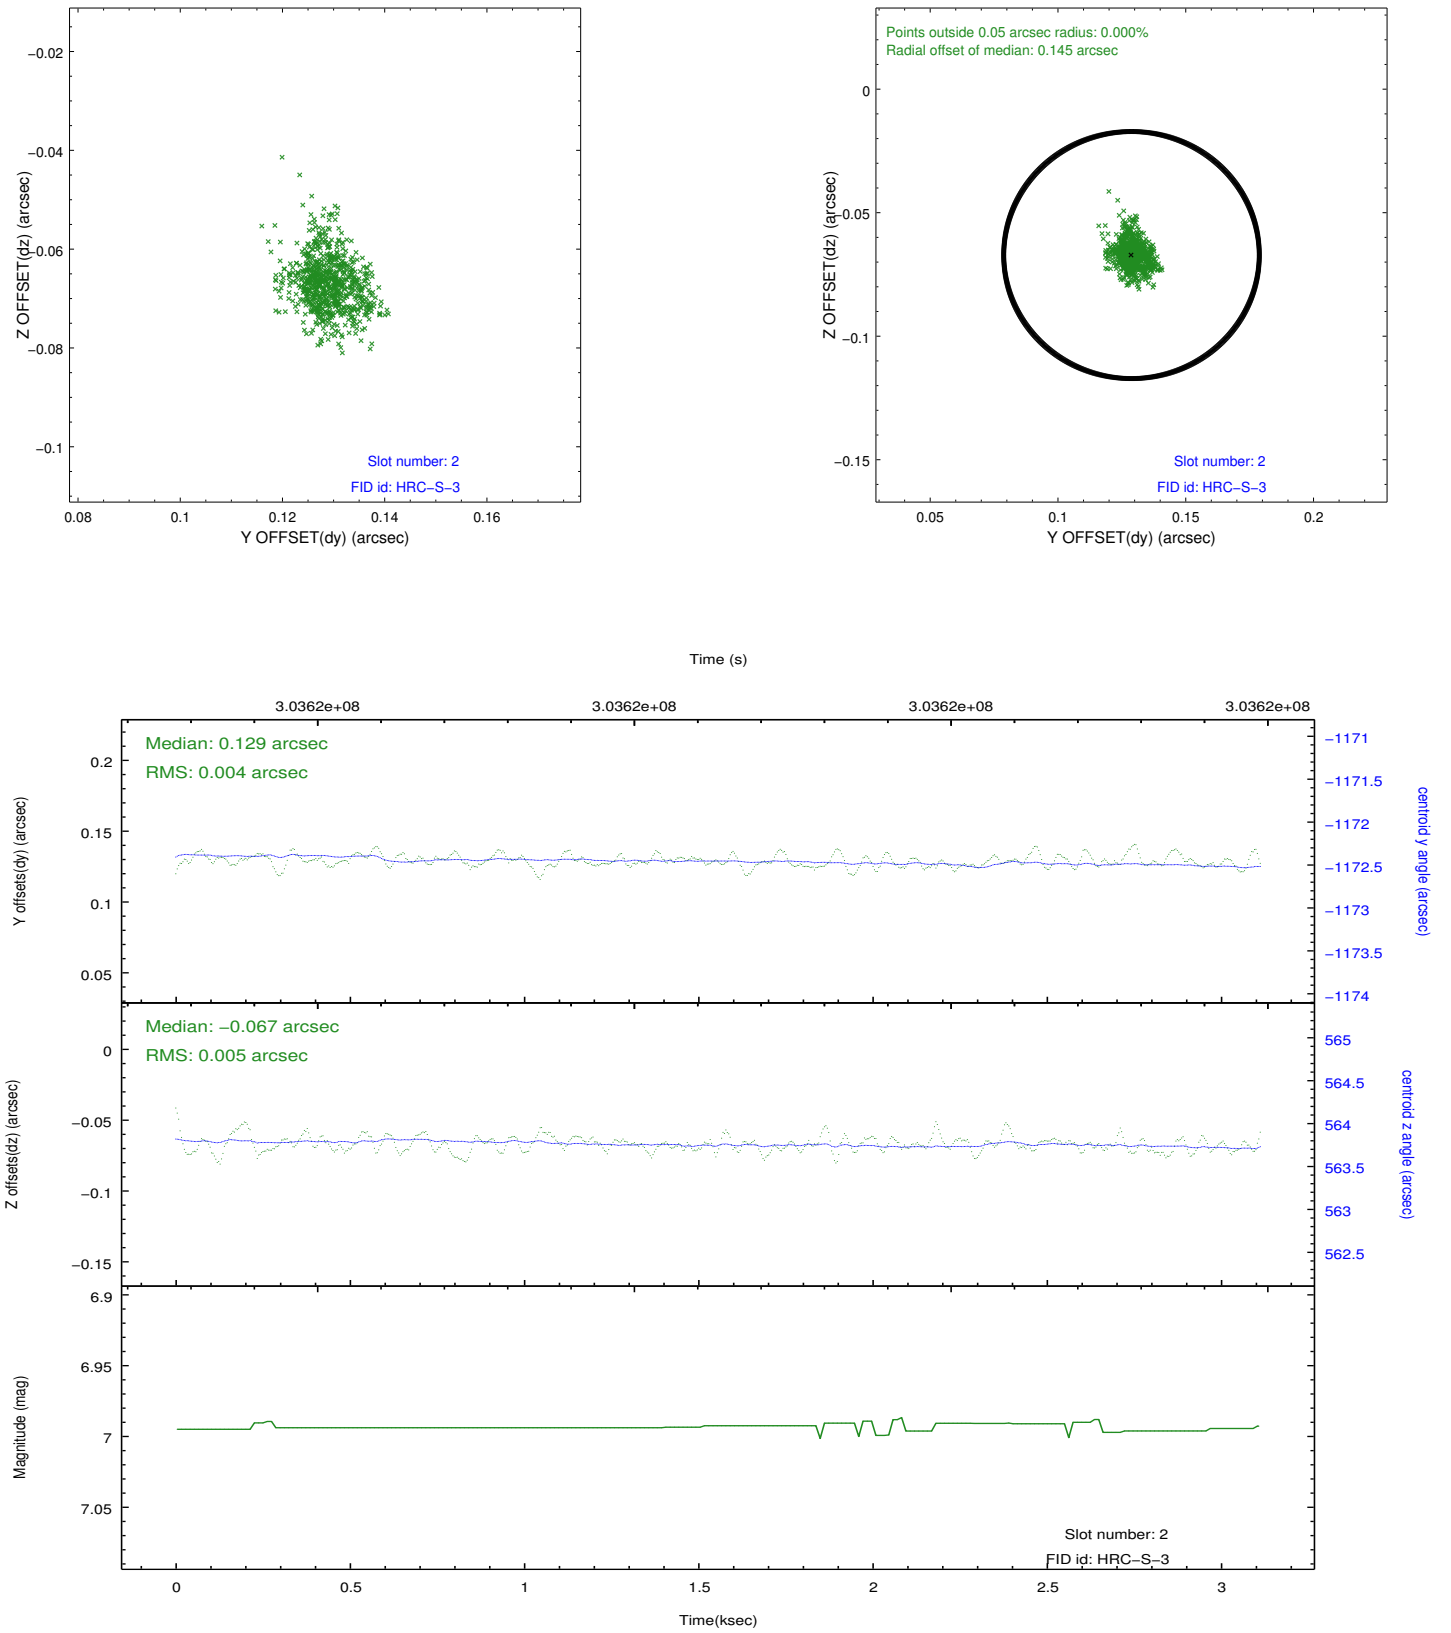 −0.02
−0.04
−0.06
−0.08
−0.1
Z OFFSET(dz) (arcsec)
Slot number: 2
FID id: HRC−S−3
0.08
0.1
0.12
0.14
0.16
Y OFFSET(dy) (arcsec)
Points outside 0.05 arcsec radius: 0.000%
Radial offset of median: 0.145 arcsec
0
−0.05
−0.1
−0.15
Z OFFSET(dz) (arcsec)
Slot number: 2
FID id: HRC−S−3
0.05
0.1
0.15
0.2
Y OFFSET(dy) (arcsec)
Time (s)
3.0362e+08
3.0362e+08
3.0362e+08
3.0362e+08
Median: 0.129 arcsec
RMS: 0.004 arcsec
0.2
0.15
0.1
0.05
Y offsets(dy) (arcsec)
−1171
−1171.5
−1172
−1172.5
−1173
−1173.5
−1174
centroid y angle (arcsec)
Median: −0.067 arcsec
RMS: 0.005 arcsec
0
−0.05
−0.1
−0.15
Z offsets(dz) (arcsec)
565
564.5
564
563.5
563
562.5
centroid z angle (arcsec)
6.9
6.95
7
7.05
Magnitude (mag)
Slot number: 2
FID id: HRC−S−3
0
0.5
1
1.5
2
2.5
3
Time(ksec)